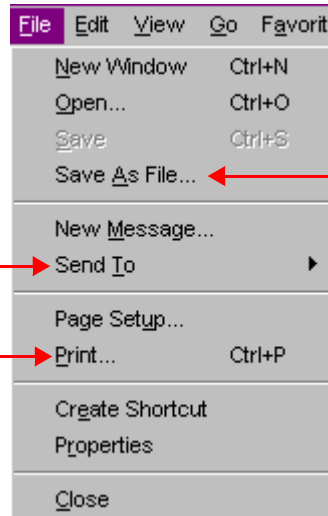 File Edit View Go Favorit
New Window Ctrl+N
Open... Ctrl+O
Save Ctrl+S
Save As File...
New Message...
Send To
Page Setup...
Print... Ctrl+P
Create Shortcut
Properties
Close